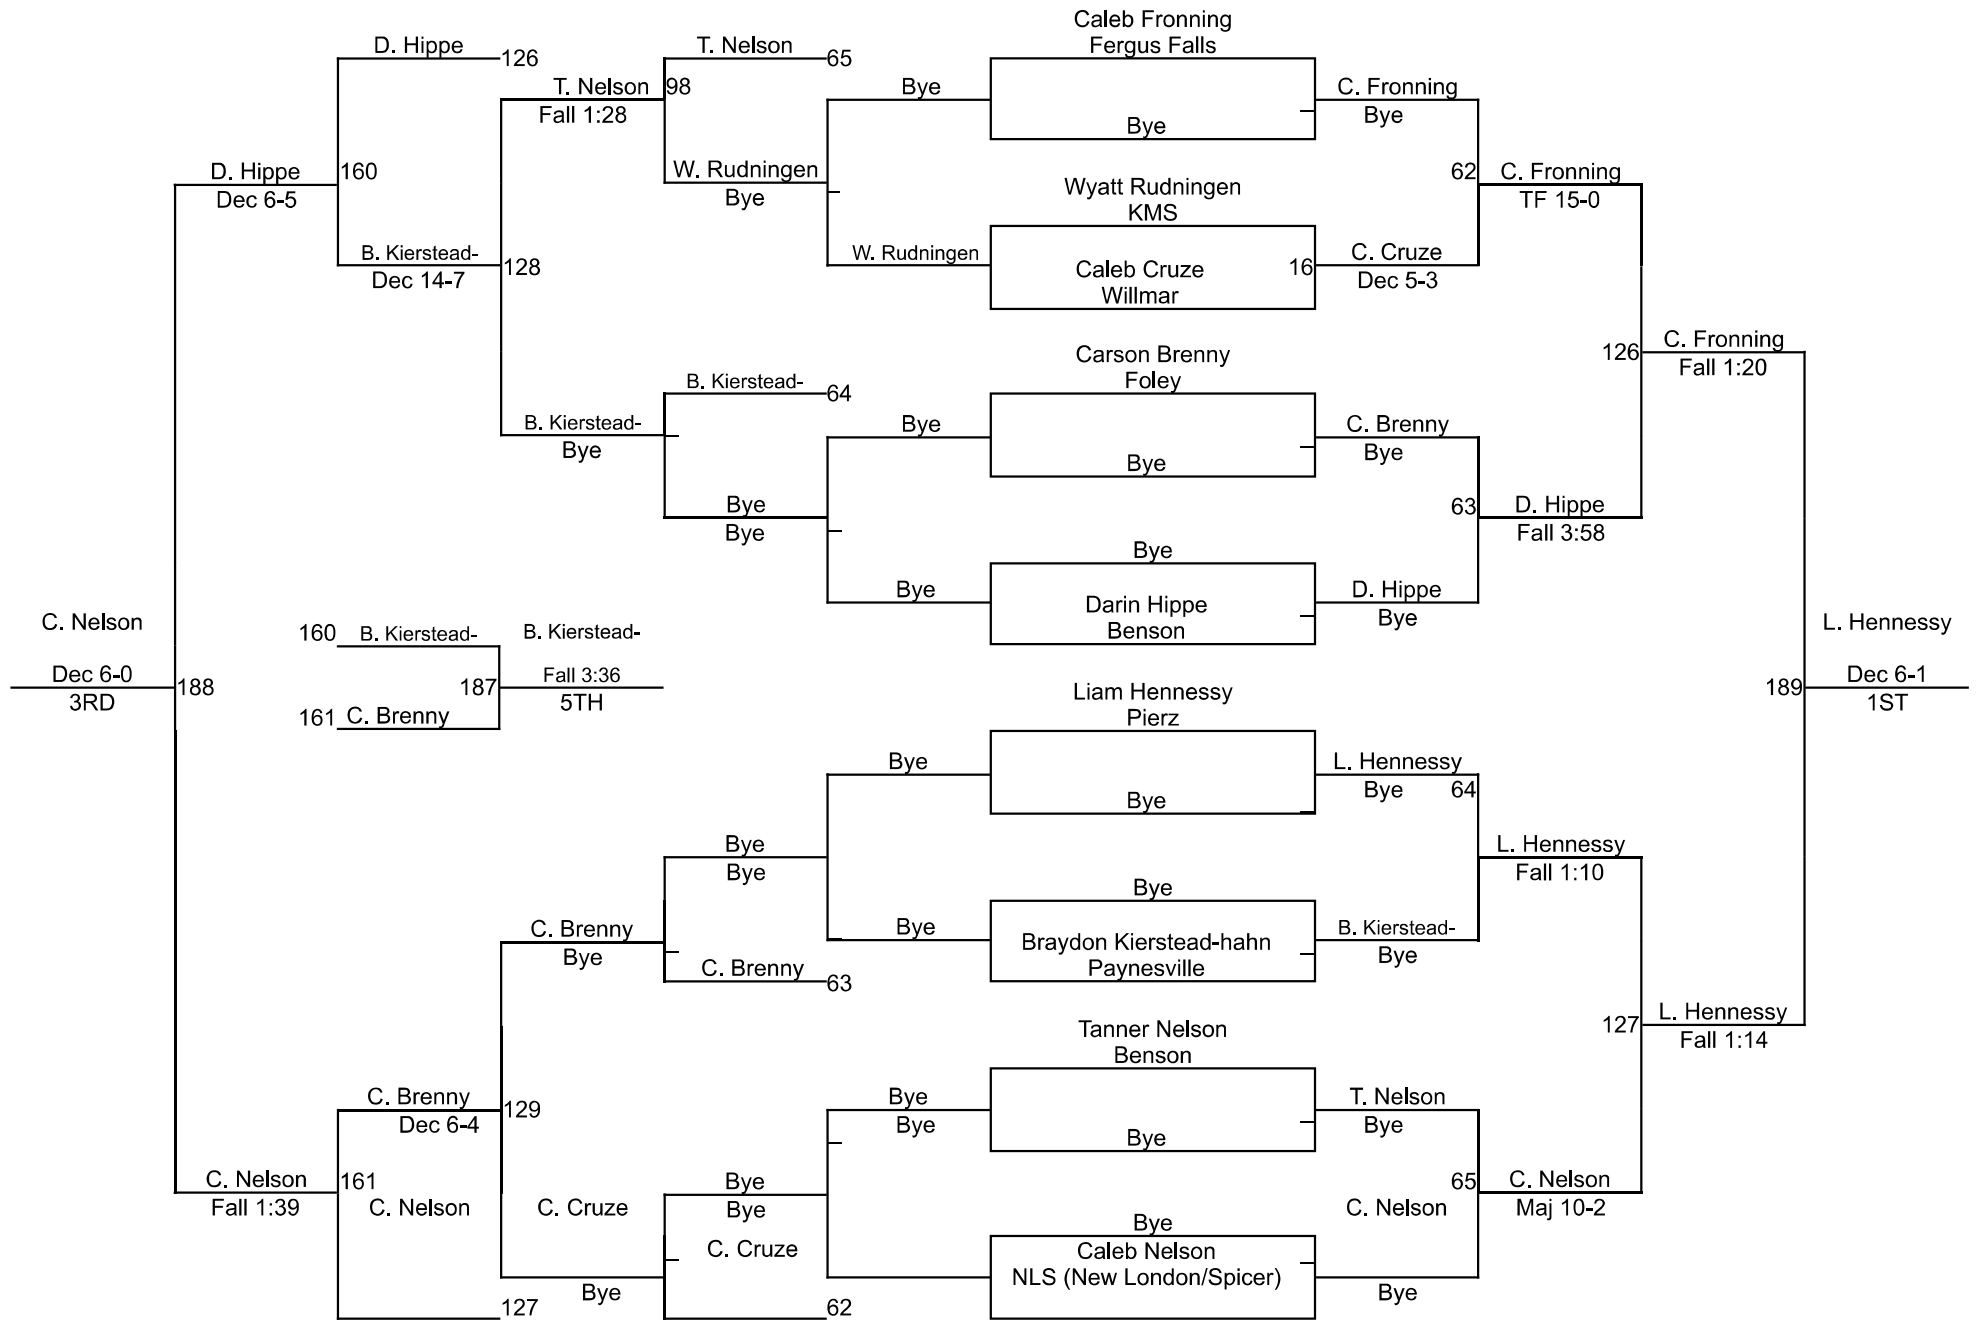 Caleb Fronning
D. Hippe
T. Nelson
Fergus Falls
126
65
T. Nelson
98
Bye
C. Fronning
Fall 1:28
Bye
Bye
D. Hippe
160
W. Rudningen
62
C. Fronning
Dec 6-5
Bye
Wyatt Rudningen
TF 15-0
KMS
B. Kierstead-
128
W. Rudningen
Caleb Cruze
16
C. Cruze
Dec 14-7
Willmar
Dec 5-3
Carson Brenny
126
C. Fronning
B. Kierstead-
64
Foley
Fall 1:20
B. Kierstead-
Bye
C. Brenny
Bye
Bye
Bye
Bye
63
D. Hippe
Bye
Fall 3:58
Bye
Bye
D. Hippe
Darin Hippe
Bye
Benson
C. Nelson
160
B. Kierstead-
B. Kierstead-
L. Hennessy
Dec 6-0
188
187
Fall 3:36
189
Dec 6-1
3RD
5TH
1ST
161
C. Brenny
Liam Hennessy
Pierz
Bye
L. Hennessy
Bye
Bye
64
Bye
L. Hennessy
Bye
Fall 1:10
Bye
C. Brenny
Bye
B. Kierstead-
Bye
Braydon Kierstead-hahn
Bye
C. Brenny
63
Paynesville
Tanner Nelson
127
L. Hennessy
Benson
Fall 1:14
C. Brenny
129
Bye
T. Nelson
Dec 6-4
Bye
Bye
Bye
C. Nelson
161
Bye
65
C. Nelson
Fall 1:39
C. Nelson
C. Cruze
Bye
C. Nelson
Maj 10-2
Bye
C. Cruze
Caleb Nelson
NLS (New London/Spicer)
Bye
Bye
127
62